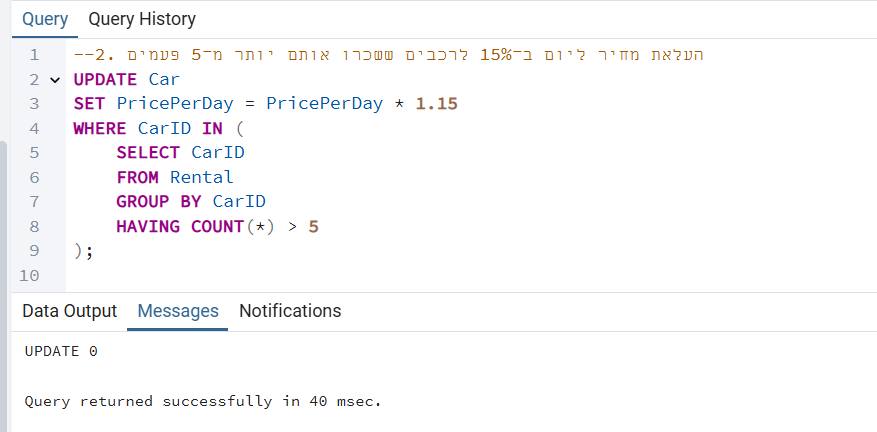 Query Query History
1 --2. העלאת מחיר ליום ב־15% לרכבים ששכרו אותם יותר מ־5 פעמים
2 UPDATE Car
3 SET PricePerDay = PricePerDay * 1.15
4 WHERE CarID IN (
5 SELECT CarID
6 FROM Rental
7 GROUP BY CarID
8 HAVING COUNT(*) > 5
9 );
10
Data Output Messages Notifications
UPDATE 0
Query returned successfully in 40 msec.